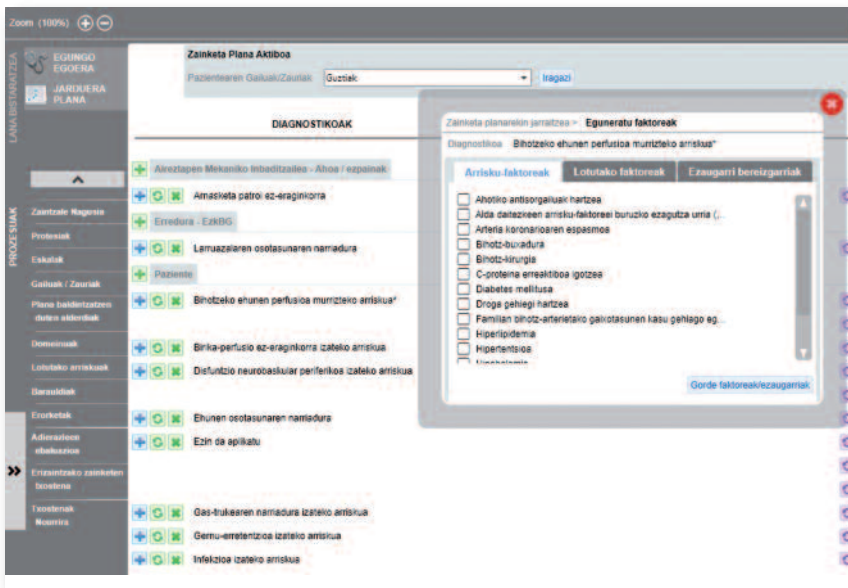 Zoom (100%)
LANA BISTARATZEA
EGUNGO
EGOERA
JARDUERA
PLANA
PROZESUAK
Zaintzale Nagusia
Protesiak
Eskalak
Gailuak / Zauriak
Plana baldintzatzen
duten alderdiak
Domeinuak
Lotutako arriskuak
Barauldiak
Erorketak
Adierazleen
ebaluazioa
Erizaintzako zainketen
txostena
Txostenak
Zainketa Plana Aktiboa
Pazientearen Gailuak/Zauriak
Guztiak
Iragazi
DIAGNOSTIKOAK
Aireztapen Mekaniko Inbaditzailea - Ahoa / ezpainak
Arnasketa patroi ez-eraginkorra
Erredura - EzkBG
Larruazalaren osotasunaren narriadura
Paziente
Bihotzeko ehunen perfusioa murrizteko arriskua*
Birika-perfusio ez-eraginkorra izateko arriskua
Disfuntzio neurobaskular periferikoa izateko arriskua
Ehunen osotasunaren narriadura
Ezin da aplikatu
Gas-trukearen narriadura izateko arriskua
Gernu-erretentzioa izateko arriskua
Infekzioa izateko arriskua
Zainketa planarekin jarraitzea > Eguneratu faktoreak
Diagnostikoa Bihotzeko ehunen perfusioa murrizteko arriskua*
Arrisku-faktoreak Lotutako faktoreak Ezaugarri bereizgarriak
Ahotiko antisorgailuak hartzea
Alda daitezkeen arrisku-faktoreei buruzko ezagutza urria (...
Arteria koronarioaren espasmoa
Bihotz-buxadura
Bihotz-kirurgia
C-proteina erreaktiboa igotzea
Diabetes mellitusa
Droga gehiegi hartzea
Familian bihotz-arterietako gaixotasunen kasu gehiago eg...
Hiperlipidemia
Hipertentsioa
Gorde faktoreak/ezaugarriak